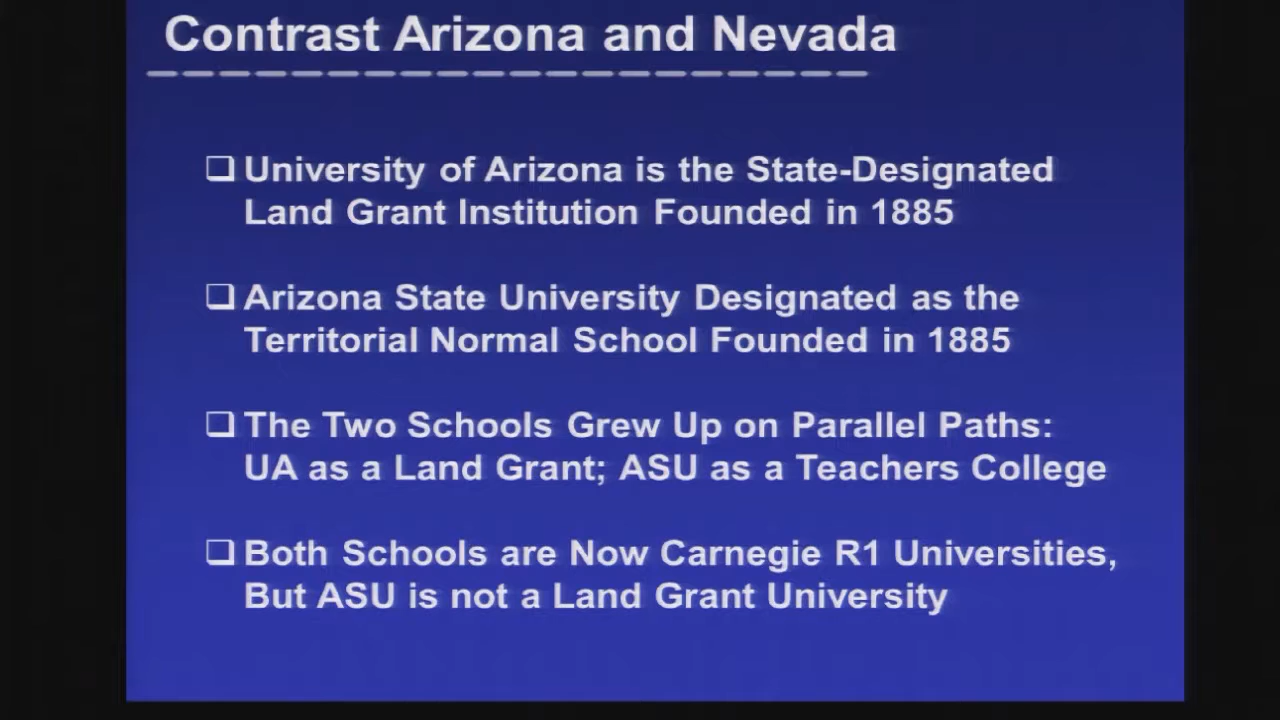 Contrast Arizona and Nevada
University of Arizona is the State-Designated
Land Grant Institution Founded in 1885
Arizona State University Designated as the
Territorial Normal School Founded in 1885
The Two Schools Grew Up on Parallel Paths:
UA as a Land Grant; ASU as a Teachers College
Both Schools are Now Carnegie R1 Universities,
But ASU is not a Land Grant University